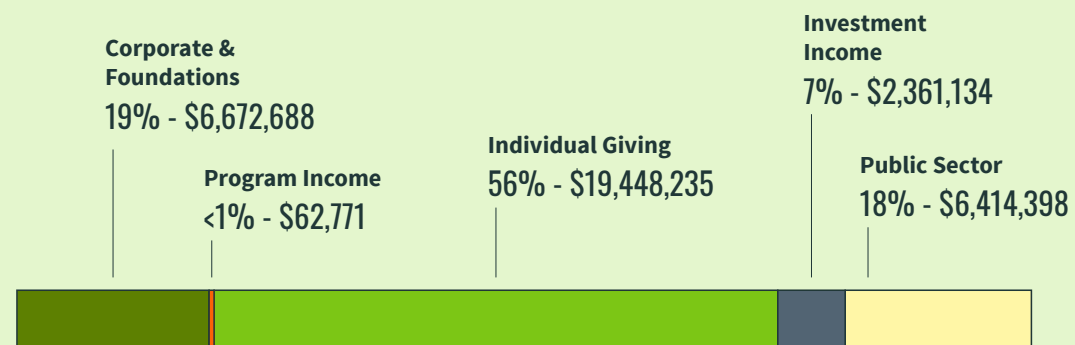 Corporate &
Foundations
19% - $6,672,688
Program Income
<1% - $62,771
Individual Giving
56% - $19,448,235
Investment
Income
7% - $2,361,134
Public Sector
18% - $6,414,398